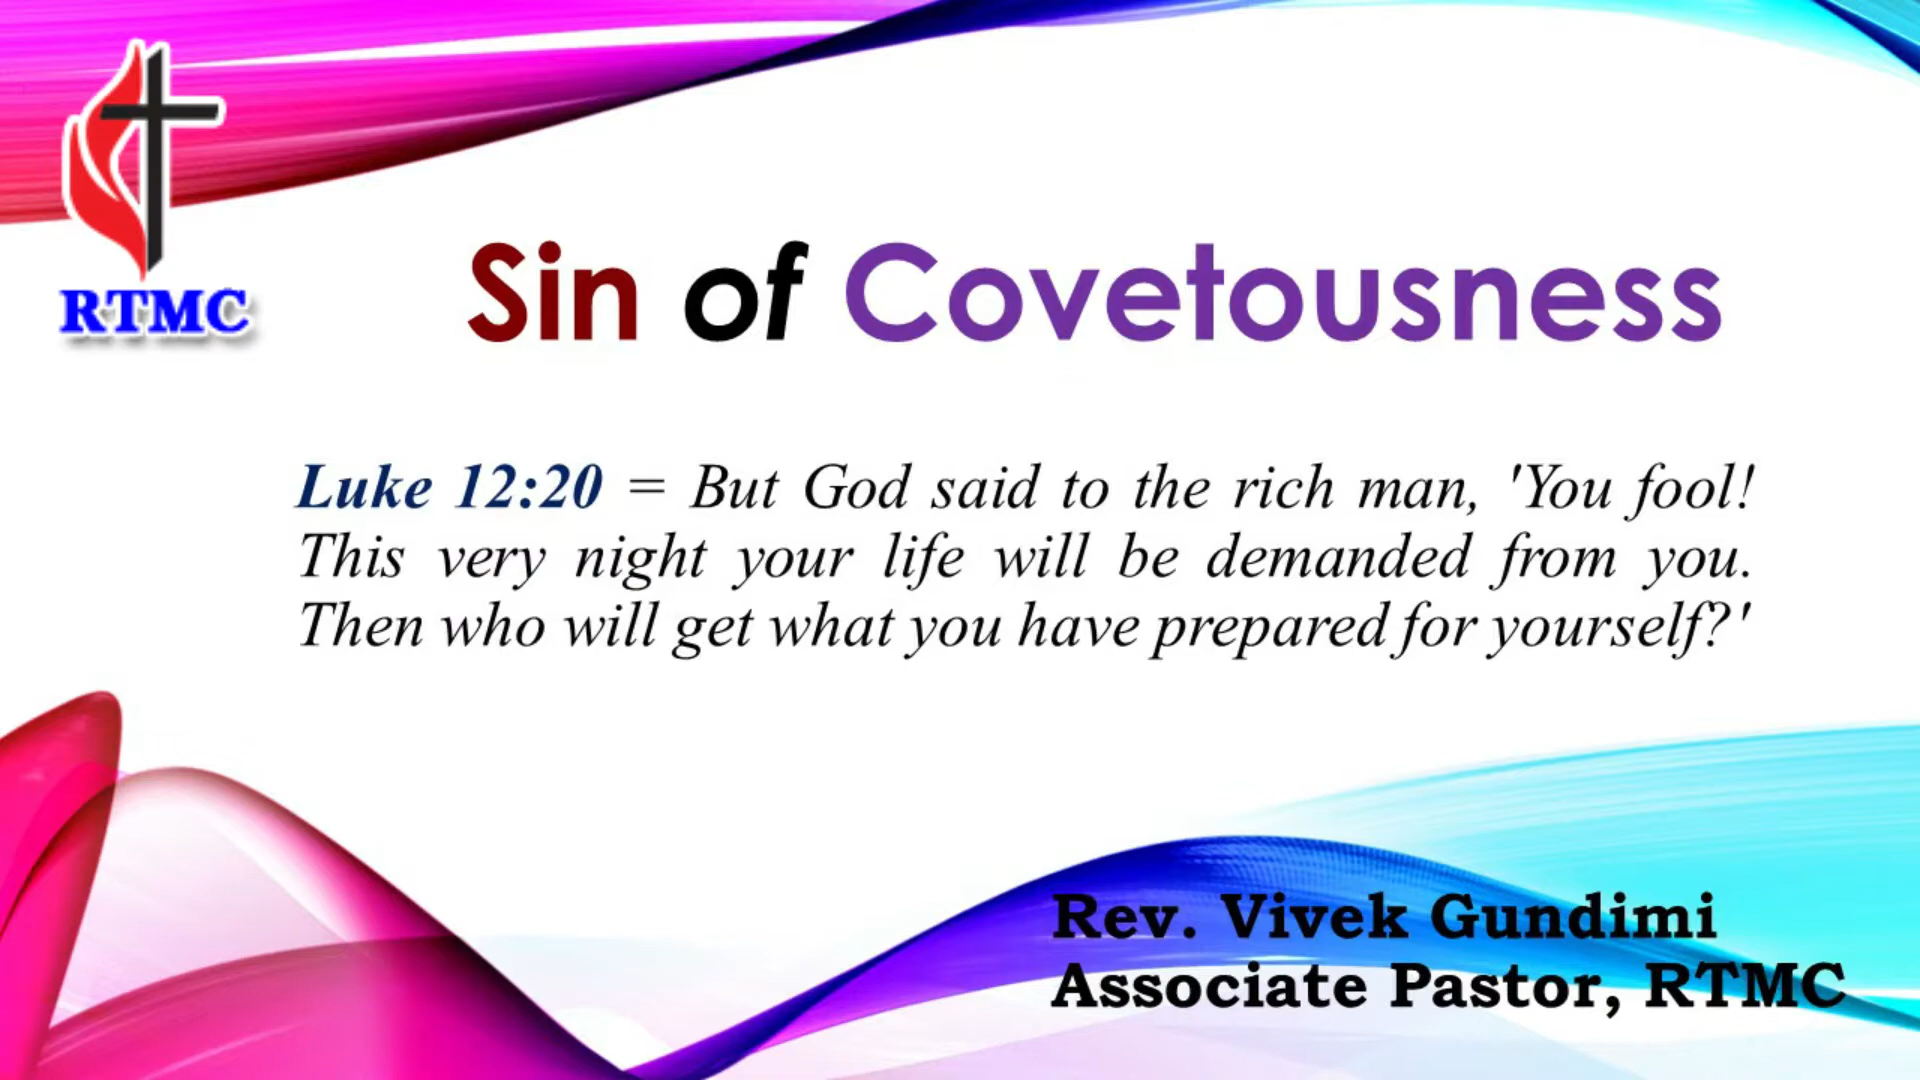 RTMC
Sin of Covetousness
Luke 12:20 = But God said to the rich man, 'You fool!
This very night your life will be demanded from you.
Then who will get what you have prepared for yourself?'
Rev. Vivek Gundimi
Associate Pastor, RTMC